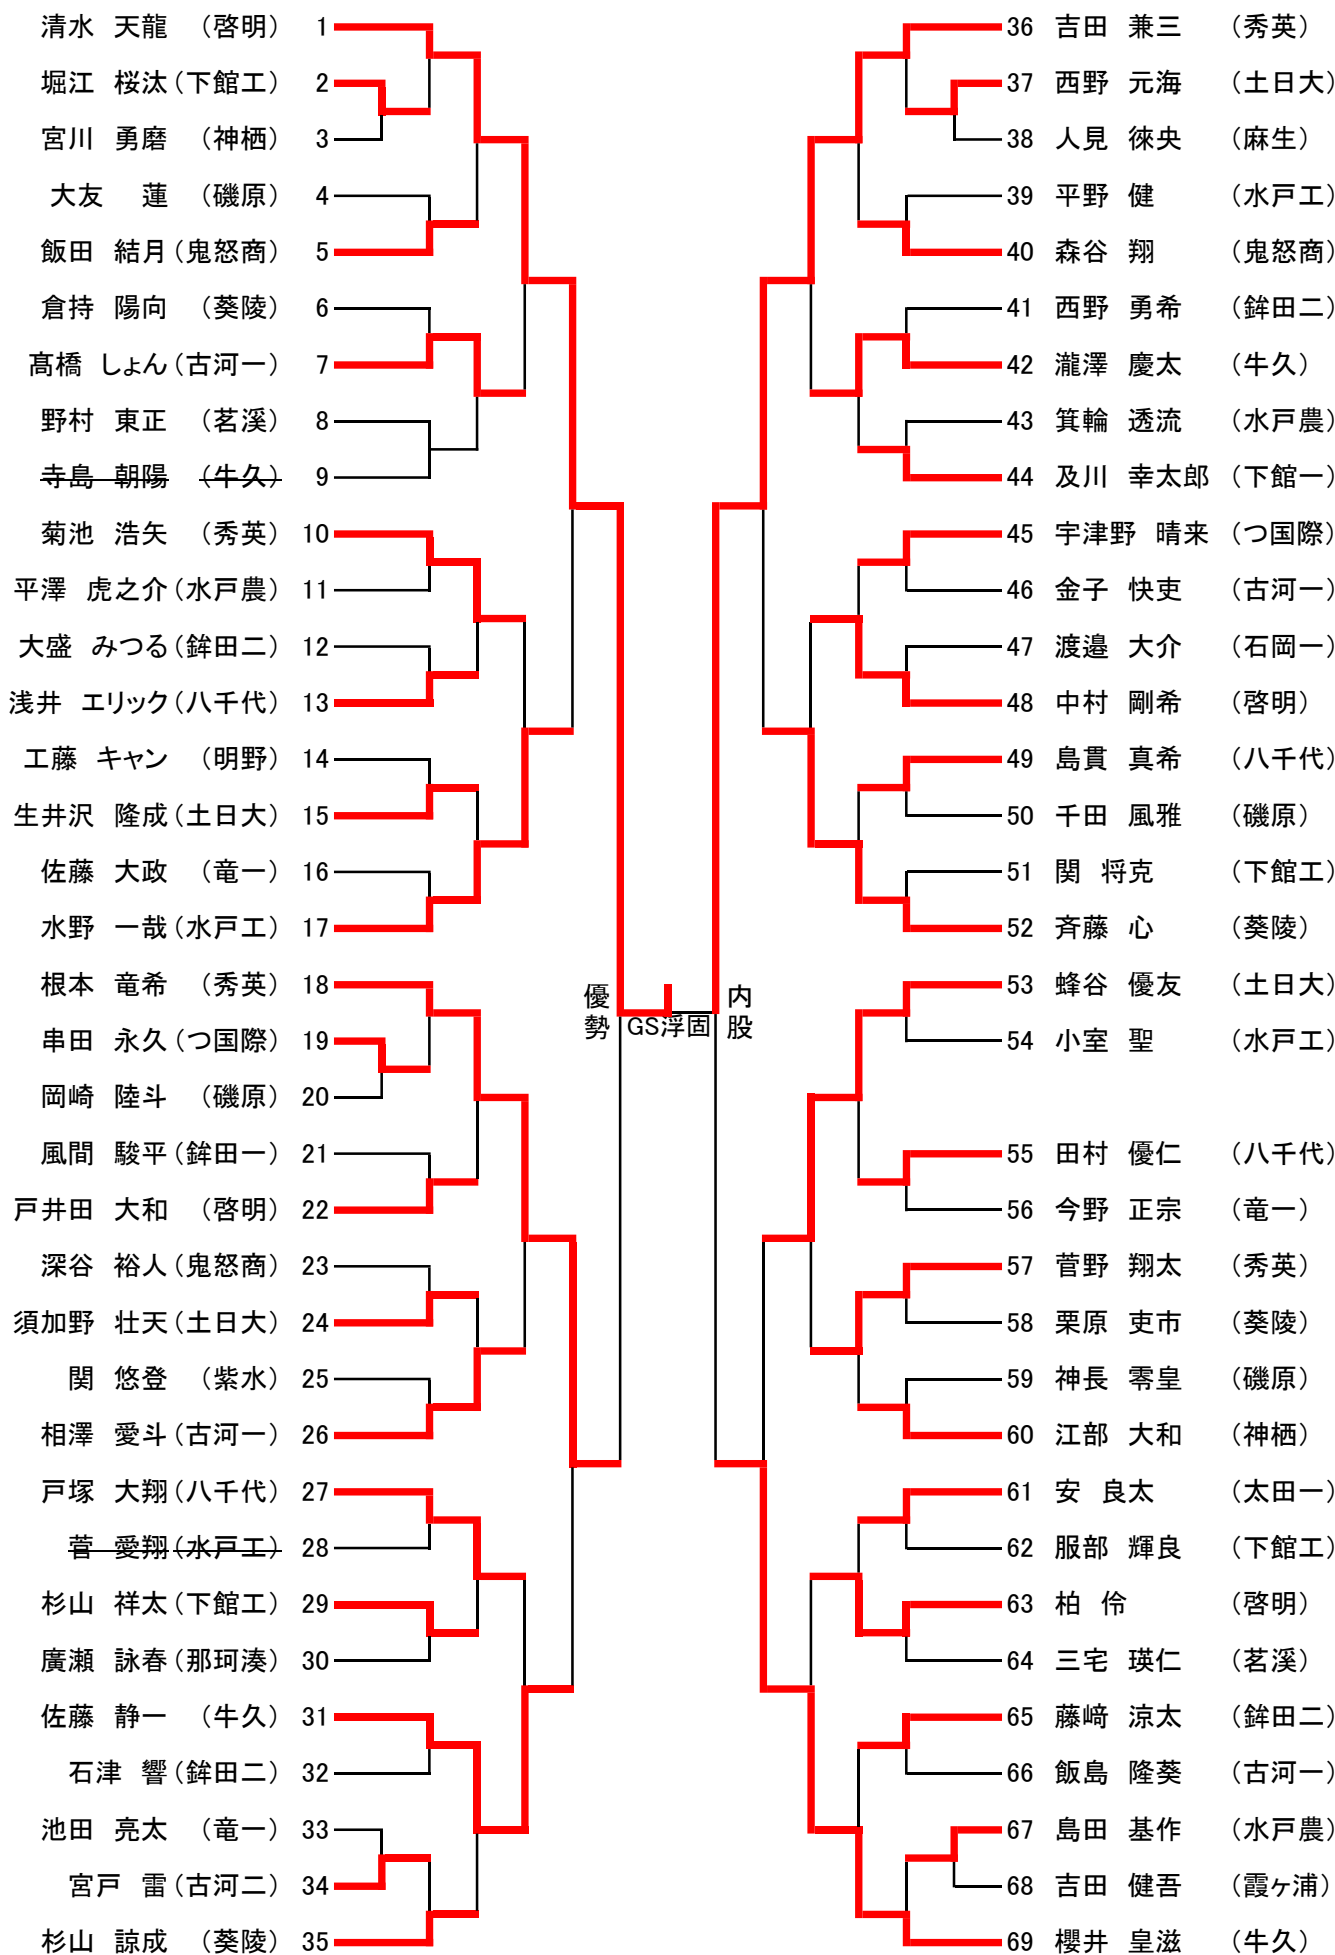 清水 天龍 (啓明) 1
堀江 桜汰(下館工) 2
宮川 勇磨 (神栖) 3
大友 蓮 (磯原) 4
飯田 結月(鬼怒商) 5
倉持 陽向 (葵陵) 6
髙橋 しょん(古河一) 7
野村 東正 (茗溪) 8
寺島 朝陽 (牛久) 9
菊池 浩矢 (秀英) 10
平澤 虎之介(水戸農) 11
大盛 みつる(鉾田二) 12
浅井 エリック(八千代) 13
工藤 キャン (明野) 14
生井沢 隆成(土日大) 15
佐藤 大政 (竜一) 16
水野 一哉(水戸工) 17
根本 竜希 (秀英) 18
串田 永久(つ国際) 19
岡崎 陸斗 (磯原) 20
風間 駿平(鉾田一) 21
戸井田 大和 (啓明) 22
深谷 裕人(鬼怒商) 23
須加野 壮天(土日大) 24
関 悠登 (紫水) 25
相澤 愛斗(古河一) 26
戸塚 大翔(八千代) 27
菅 愛翔(水戸工) 28
杉山 祥太(下館工) 29
廣瀬 詠春(那珂湊) 30
佐藤 静一 (牛久) 31
石津 響(鉾田二) 32
池田 亮太 (竜一) 33
宮戸 雷(古河二) 34
杉山 諒成 (葵陵) 35
優勢
GS浮固
内股
36 吉田 兼三 (秀英)
37 西野 元海 (土日大)
38 人見 徠央 (麻生)
39 平野 健 (水戸工)
40 森谷 翔 (鬼怒商)
41 西野 勇希 (鉾田二)
42 瀧澤 慶太 (牛久)
43 箕輪 透流 (水戸農)
44 及川 幸太郎 (下館一)
45 宇津野 晴来 (つ国際)
46 金子 快吏 (古河一)
47 渡邉 大介 (石岡一)
48 中村 剛希 (啓明)
49 島貫 真希 (八千代)
50 千田 風雅 (磯原)
51 関 将克 (下館工)
52 斉藤 心 (葵陵)
53 蜂谷 優友 (土日大)
54 小室 聖 (水戸工)
55 田村 優仁 (八千代)
56 今野 正宗 (竜一)
57 菅野 翔太 (秀英)
58 栗原 吏市 (葵陵)
59 神長 零皇 (磯原)
60 江部 大和 (神栖)
61 安 良太 (太田一)
62 服部 輝良 (下館工)
63 柏 伶 (啓明)
64 三宅 瑛仁 (茗溪)
65 藤﨑 涼太 (鉾田二)
66 飯島 隆葵 (古河一)
67 島田 基作 (水戸農)
68 吉田 健吾 (霞ヶ浦)
69 櫻井 皇滋 (牛久)